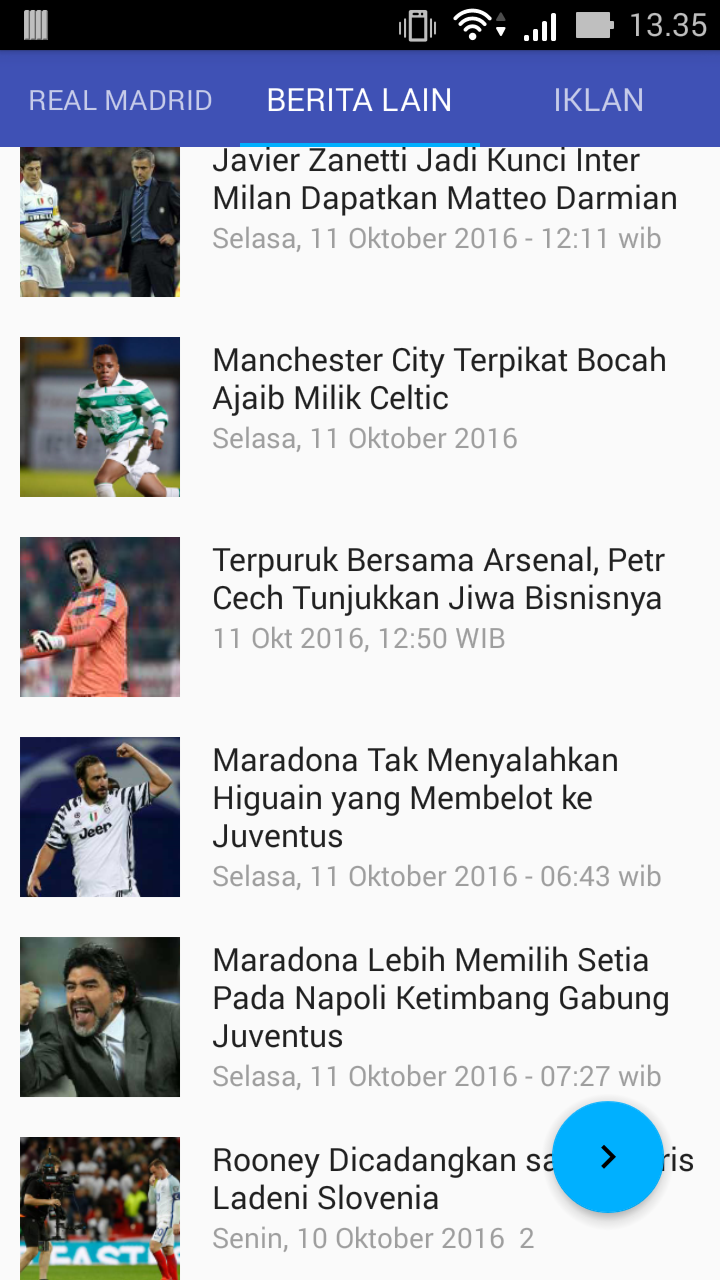 13.35
REAL MADRID
BERITA LAIN
IKLAN
Javier Zanetti Jadi Kunci Inter
Milan Dapatkan Matteo Darmian
Selasa, 11 Oktober 2016 - 12:11 wib
Manchester City Terpikat Bocah
Ajaib Milik Celtic
Selasa, 11 Oktober 2016
Terpuruk Bersama Arsenal, Petr
Cech Tunjukkan Jiwa Bisnisnya
11 Okt 2016, 12:50 WIB
Maradona Tak Menyalahkan
Higuain yang Membelot ke
Juventus
Selasa, 11 Oktober 2016 - 06:43 wib
Jeep
Maradona Lebih Memilih Setia
Pada Napoli Ketimbang Gabung
Juventus
Selasa, 11 Oktober 2016 - 07:27 wib
Rooney Dicadangkan
Ladeni Slovenia
Senin, 10 Oktober 2016 2